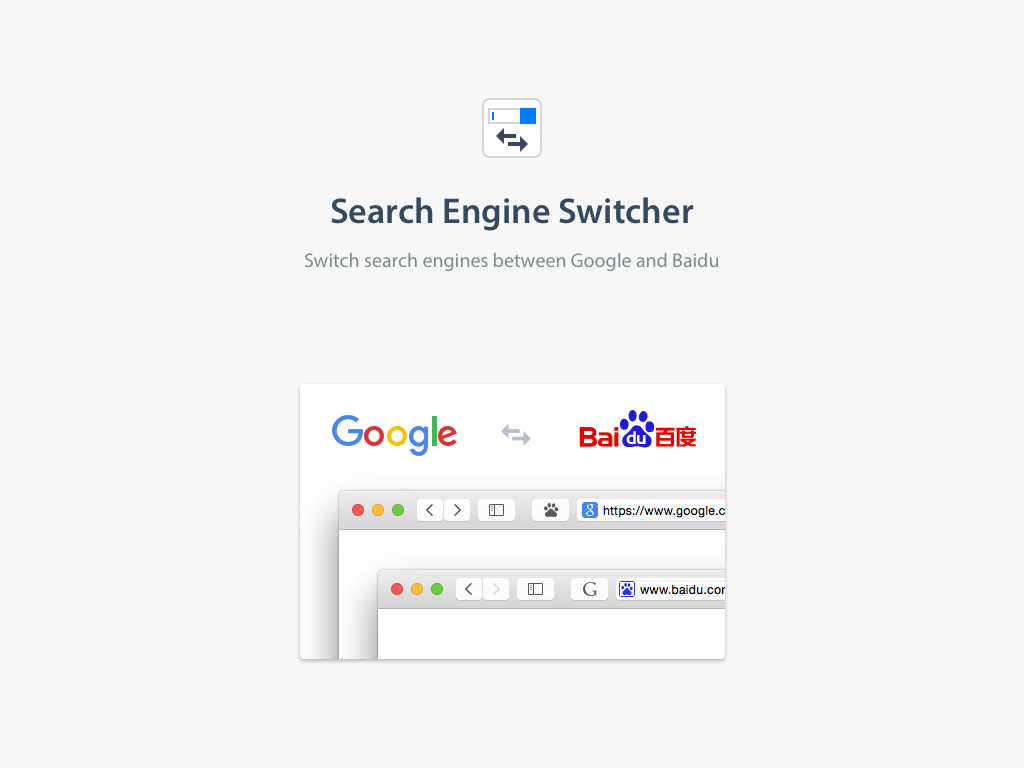 Search Engine Switcher
Switch search engines between Google and Baidu
Google
Bai du 百度
g https://www.google.c
G www.baidu.com